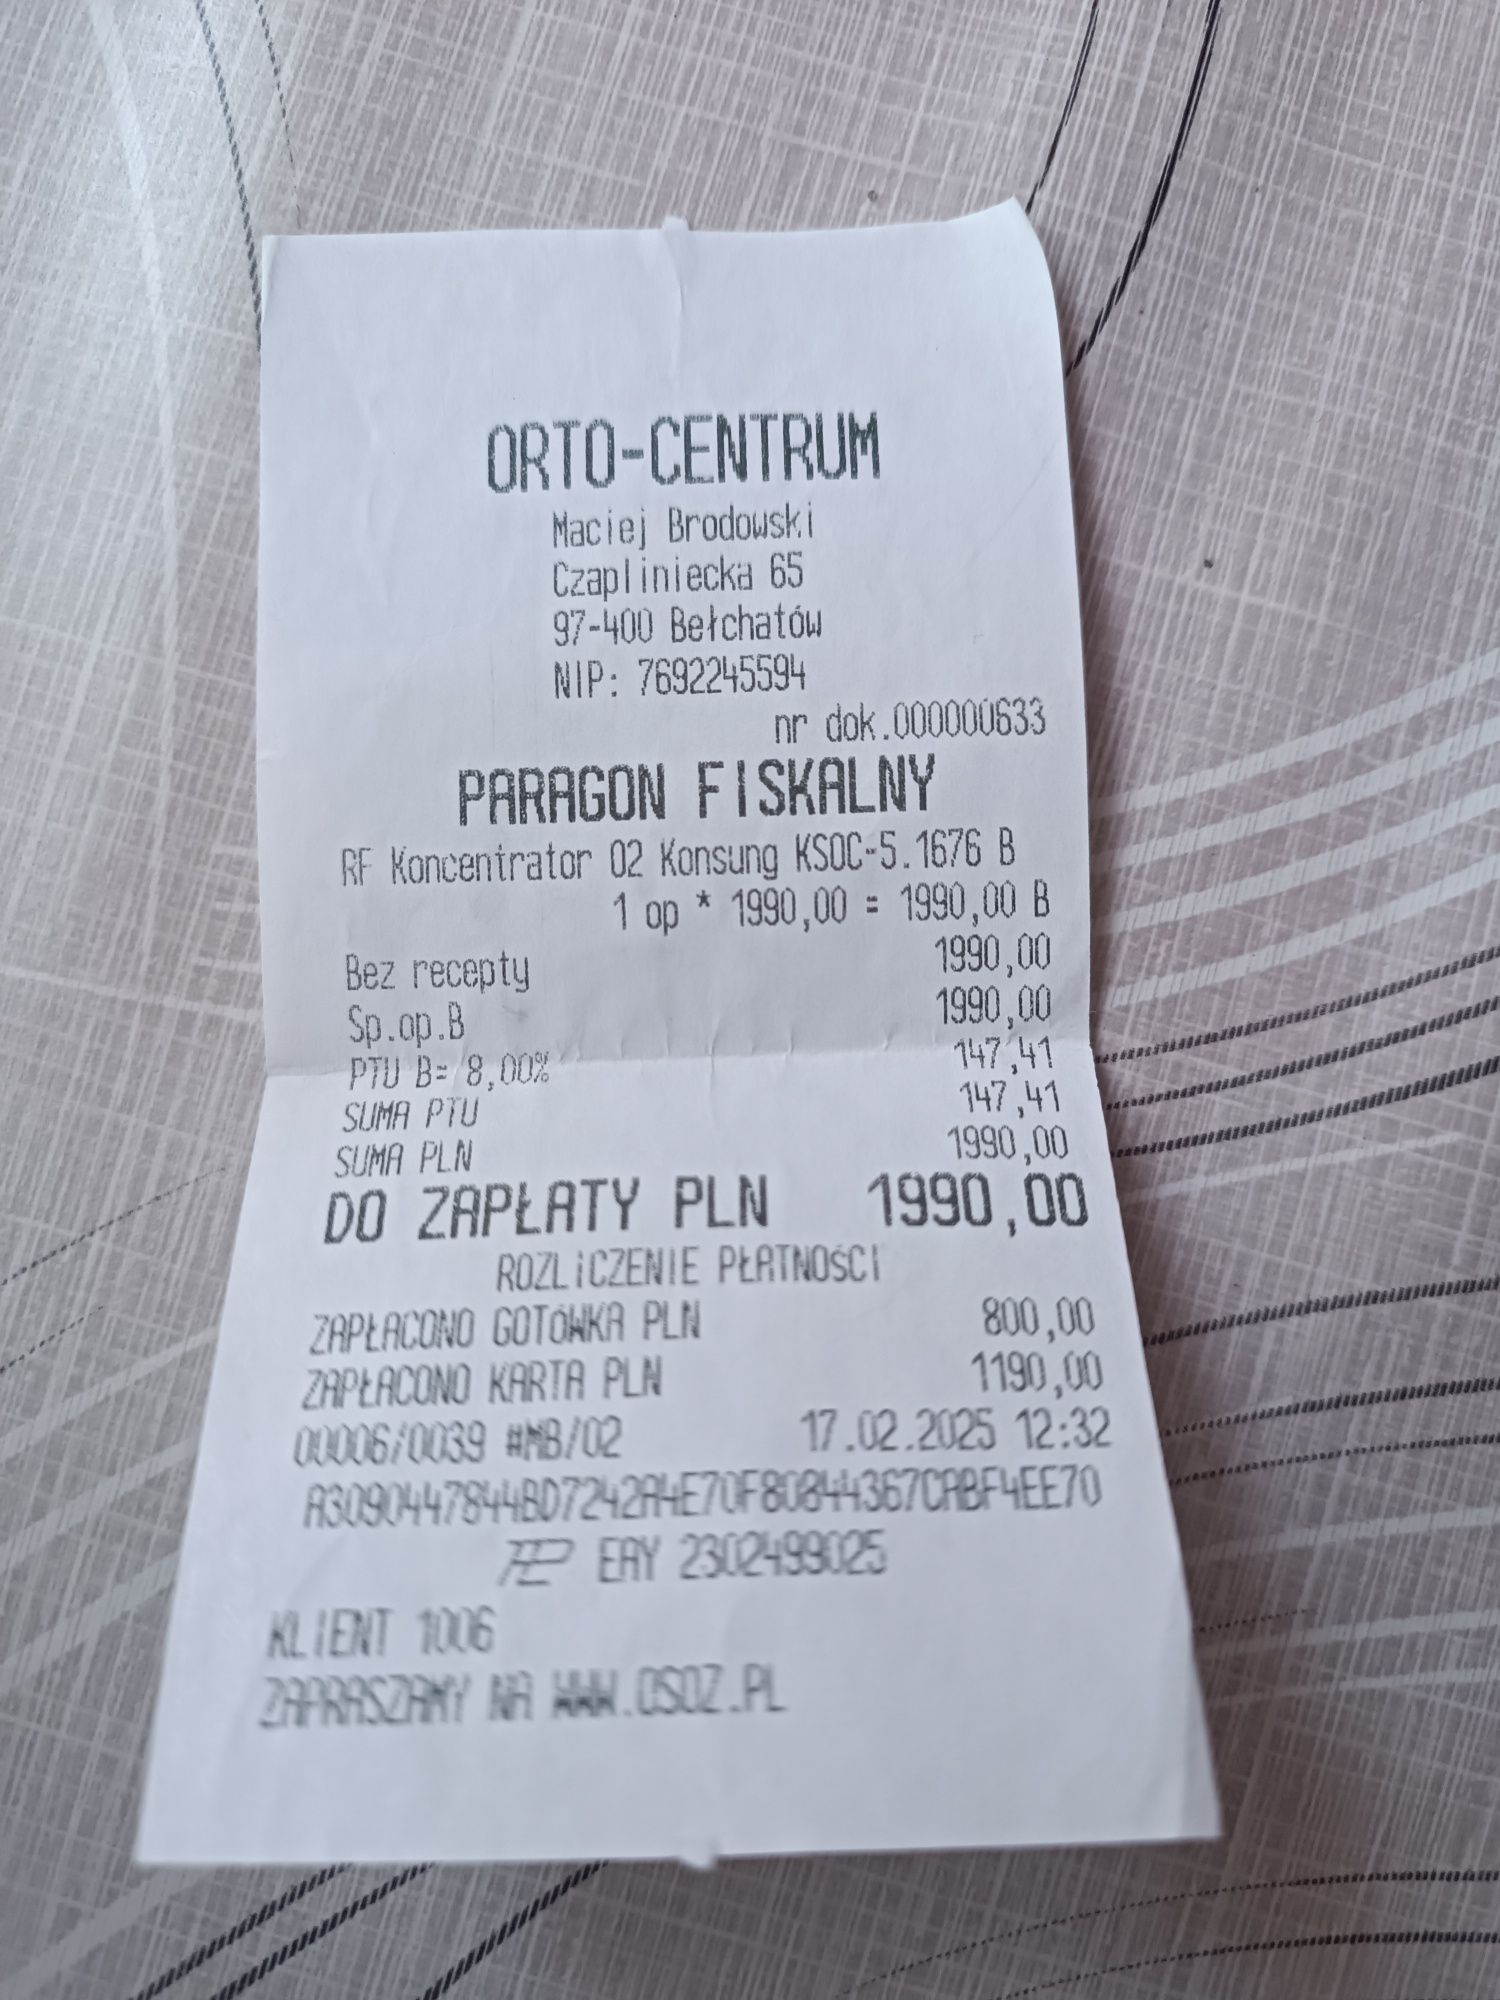 ORTO-CENTRUM
Maciej Brodowski
Czapliniecka 65
97-400 Bełchatów
NIP: 7692245594
nr dok.000000633
PARAGON FISKALNY
RF Koncentrator O2 Konsung KSOC-5.1676 B
1 op * 1990,00 = 1990,00 B
Bez recepty 1990,00
Sp.op.B 1990,00
PTU B= 8,00% 147,41
SUMA PTU 147,41
SUMA PLN 1990,00
DO ZAPŁATY PLN 1990,00
ROZLICZENIE PŁATNOŚCI
ZAPŁACONO GOTÓWKA PLN 800,00
ZAPŁACONO KARTA PLN 1190,00
00006/0039 #MB/02 17.02.2025 12:32
EAY 2302499025
KLIENT 1006
ZAPRASZAMY NA WWW.OSOZ.PL